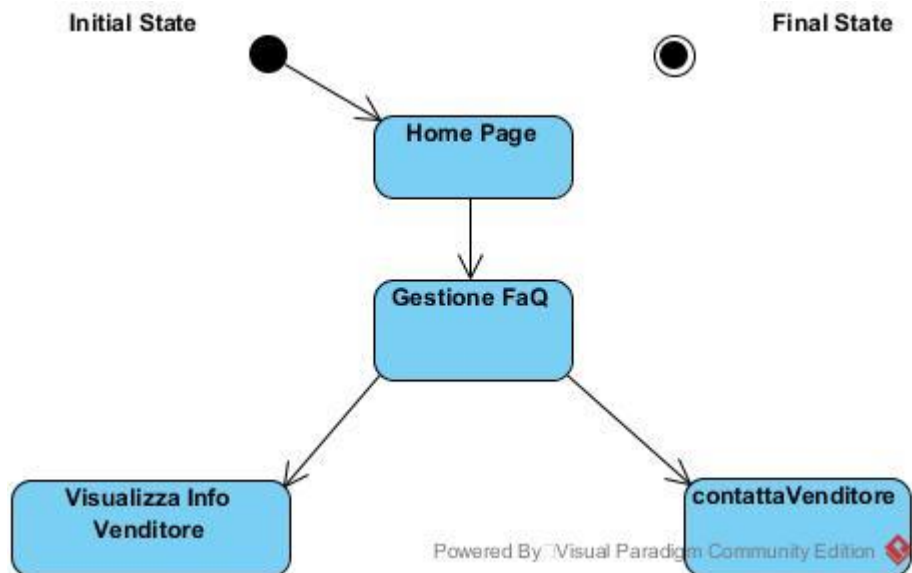 Initial State
Final State
Home Page
Gestione FaQ
Visualizza Info
Venditore
contattaVenditore
Powered By Visual Paradigm Community Edition